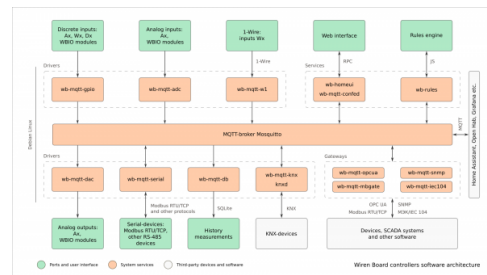 Discrete inputs:
Ax, Wx, Dx
WBIO modules
Analog inputs:
Ax,
WBIO modules
1-Wire:
inputs Wx
Web interface
Rules engine
1-Wire
RPC
JS
Drivers
Services
wb-mqtt-gpio
wb-mqtt-adc
wb-mqtt-w1
wb-homeui
wb-mqtt-confed
wb-rules
Debian Linux
MQTT-broker Mosquitto
MQTT
Home Assistant, Open Hab, Grafana etc.
Drivers
Gateways
wb-mqtt-dac
wb-mqtt-serial
wb-mqtt-db
wb-mqtt-knx
knxd
wb-mqtt-opcua
wb-mqtt-snmp
wb-mqtt-mbgate
wb-mqtt-iec104
Modbus RTU/TCP
and other protocols
SQLite
KNX
OPC UA
Modbus RTU/TCP
SNMP
МЭК/IEC 104
Analog outputs:
Ax,
WBIO modules
Serial-devices:
Modbus RTU/TCP,
other RS-485
devices
History
measurements
KNX-devices
Devices, SCADA systems
and other software
Ports and user interface
System services
Third-party devices and software
Wiren Board controllers software architecture